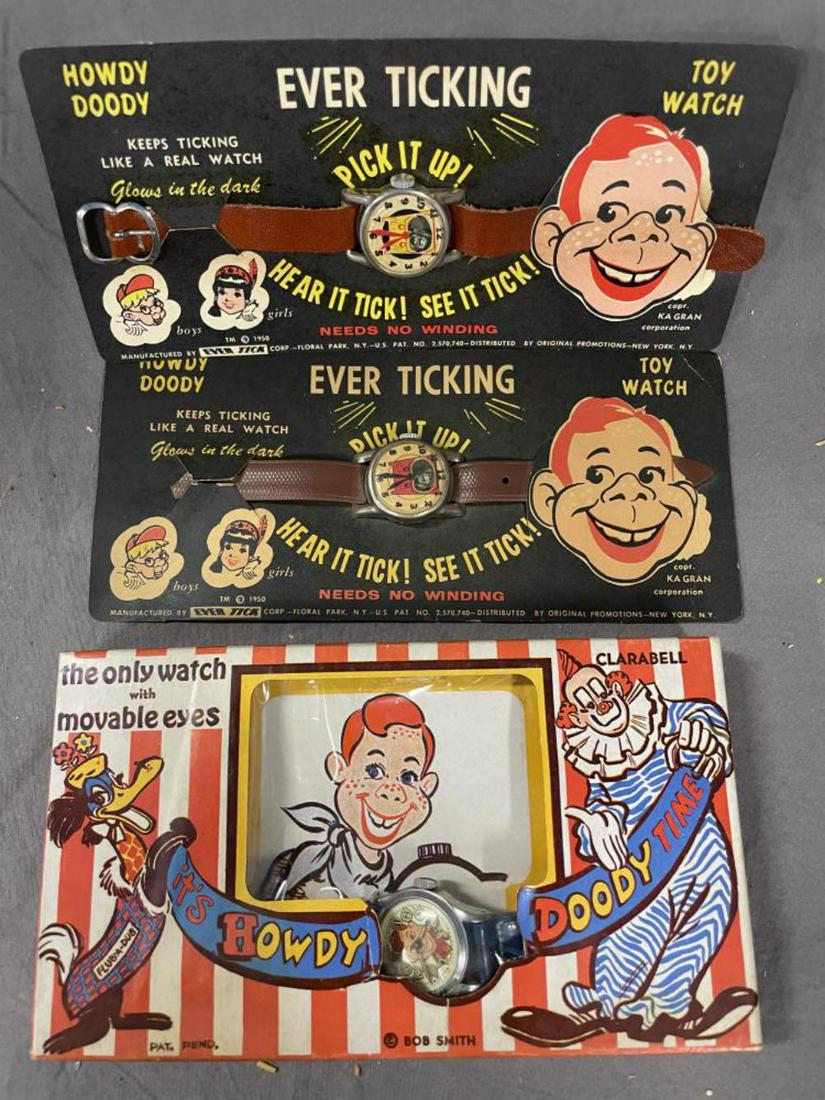 HOWDY DOODY
EVER TICKING
TOY WATCH
KEEPS TICKING
LIKE A REAL WATCH
Glows in the dark
PICK IT UP!
HEAR IT TICK! SEE IT TICK!
NEEDS NO WINDING
boys
girls
TM © 1950
copr.
KAGRAN
corporation
MANUFACTURED BY EVER TICK CORP.-FLORAL PARK, N.Y.-U.S. PAT. NO. 2,570,740-DISTRIBUTED BY ORIGINAL PROMOTIONS-NEW YORK, N.Y.
HOWDY
DOODY
EVER TICKING
TOY
WATCH
KEEPS TICKING
LIKE A REAL WATCH
Glows in the dark
PICK IT UP!
HEAR IT TICK! SEE IT TICK!
NEEDS NO WINDING
boys
girls
TM © 1950
copr.
KAGRAN
corporation
MANUFACTURED BY EVER TICK CORP-FLORAL PARK, N.Y.-U.S. PAT. NO. 2,570,740-DISTRIBUTED BY ORIGINAL PROMOTIONS-NEW YORK, N.Y.
the only watch
with
movable eyes
CLARABELL
iT'S HOWDY DOODY TIME
FLUB-A-DUB
PAT. PEND.
© BOB SMITH